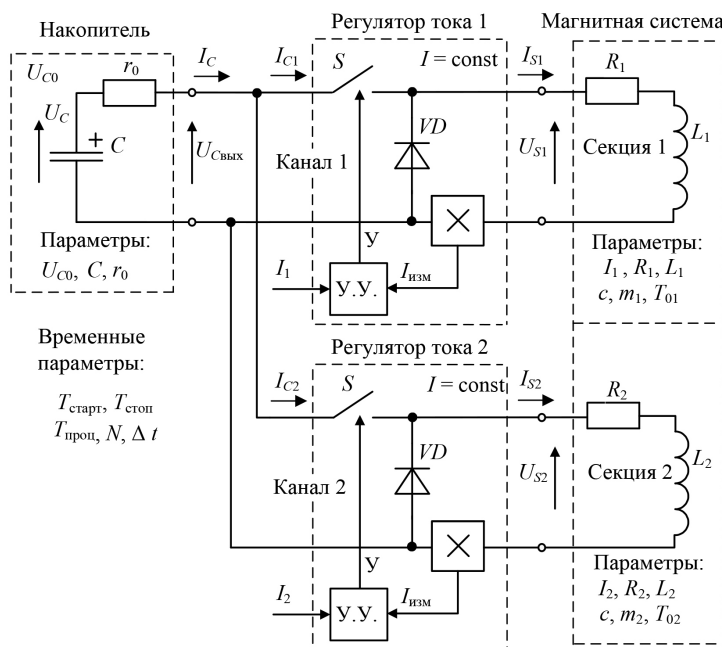 Накопитель
Регулятор тока 1
Магнитная система
U_C0
r_0
I_C
I_C1
S
I = const
I_S1
R_1
U_C
+
C
U_Свых
Канал 1
VD
U_S1
Секция 1
L_1
У
Параметры:
U_C0, C, r_0
I_1
У.У.
I_изм
Параметры:
I_1 , R_1, L_1
c, m_1, T_01
Временные
параметры:
T_старт, T_стоп
T_проц, N, Δ t
Регулятор тока 2
I_C2
S
I = const
I_S2
R_2
Канал 2
VD
U_S2
Секция 2
L_2
У
I_2
У.У.
I_изм
Параметры:
I_2, R_2, L_2
c, m_2, T_02